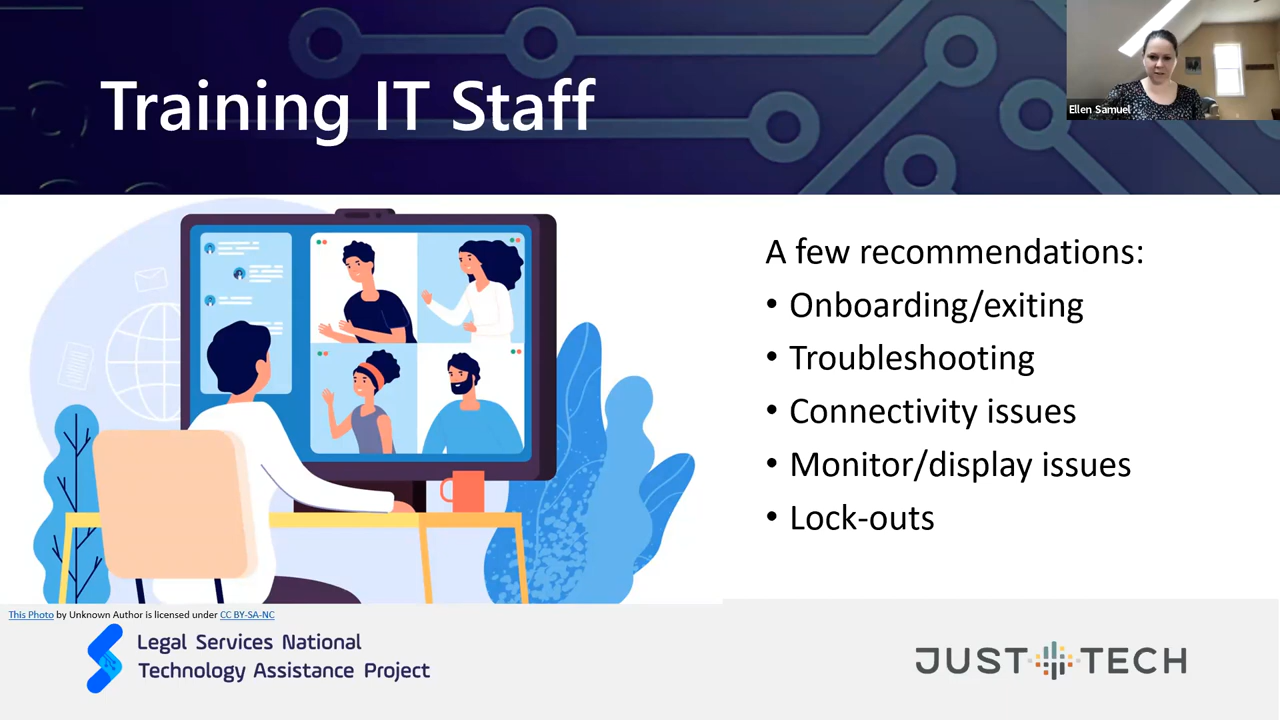 Training IT Staff
Ellen Samuel
A few recommendations:
• Onboarding/exiting
• Troubleshooting
• Connectivity issues
• Monitor/display issues
• Lock-outs
This Photo by Unknown Author is licensed under CC BY-SA-NC
Legal Services National
Technology Assistance Project
JUST TECH